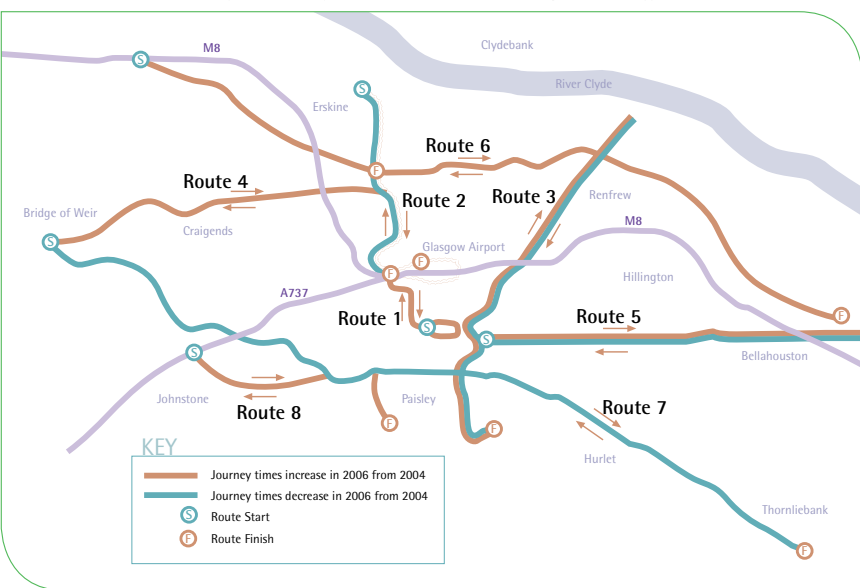 Clydebank
S
M8
River Clyde
S
Erskine
Route 6
F
Route 4
Route 3
Renfrew
Route 2
Bridge of Weir
Craigends
M8
S
Glasgow Airport
F
F
Hillington
A737
Route 1
S
Route 5
F
S
Bellahouston
S
Johnstone
Route 8
Paisley
Route 7
F
F
KEY
Hurlet
Journey times increase in 2006 from 2004
Journey times decrease in 2006 from 2004
S Route Start
F Route Finish
Thornliebank
F